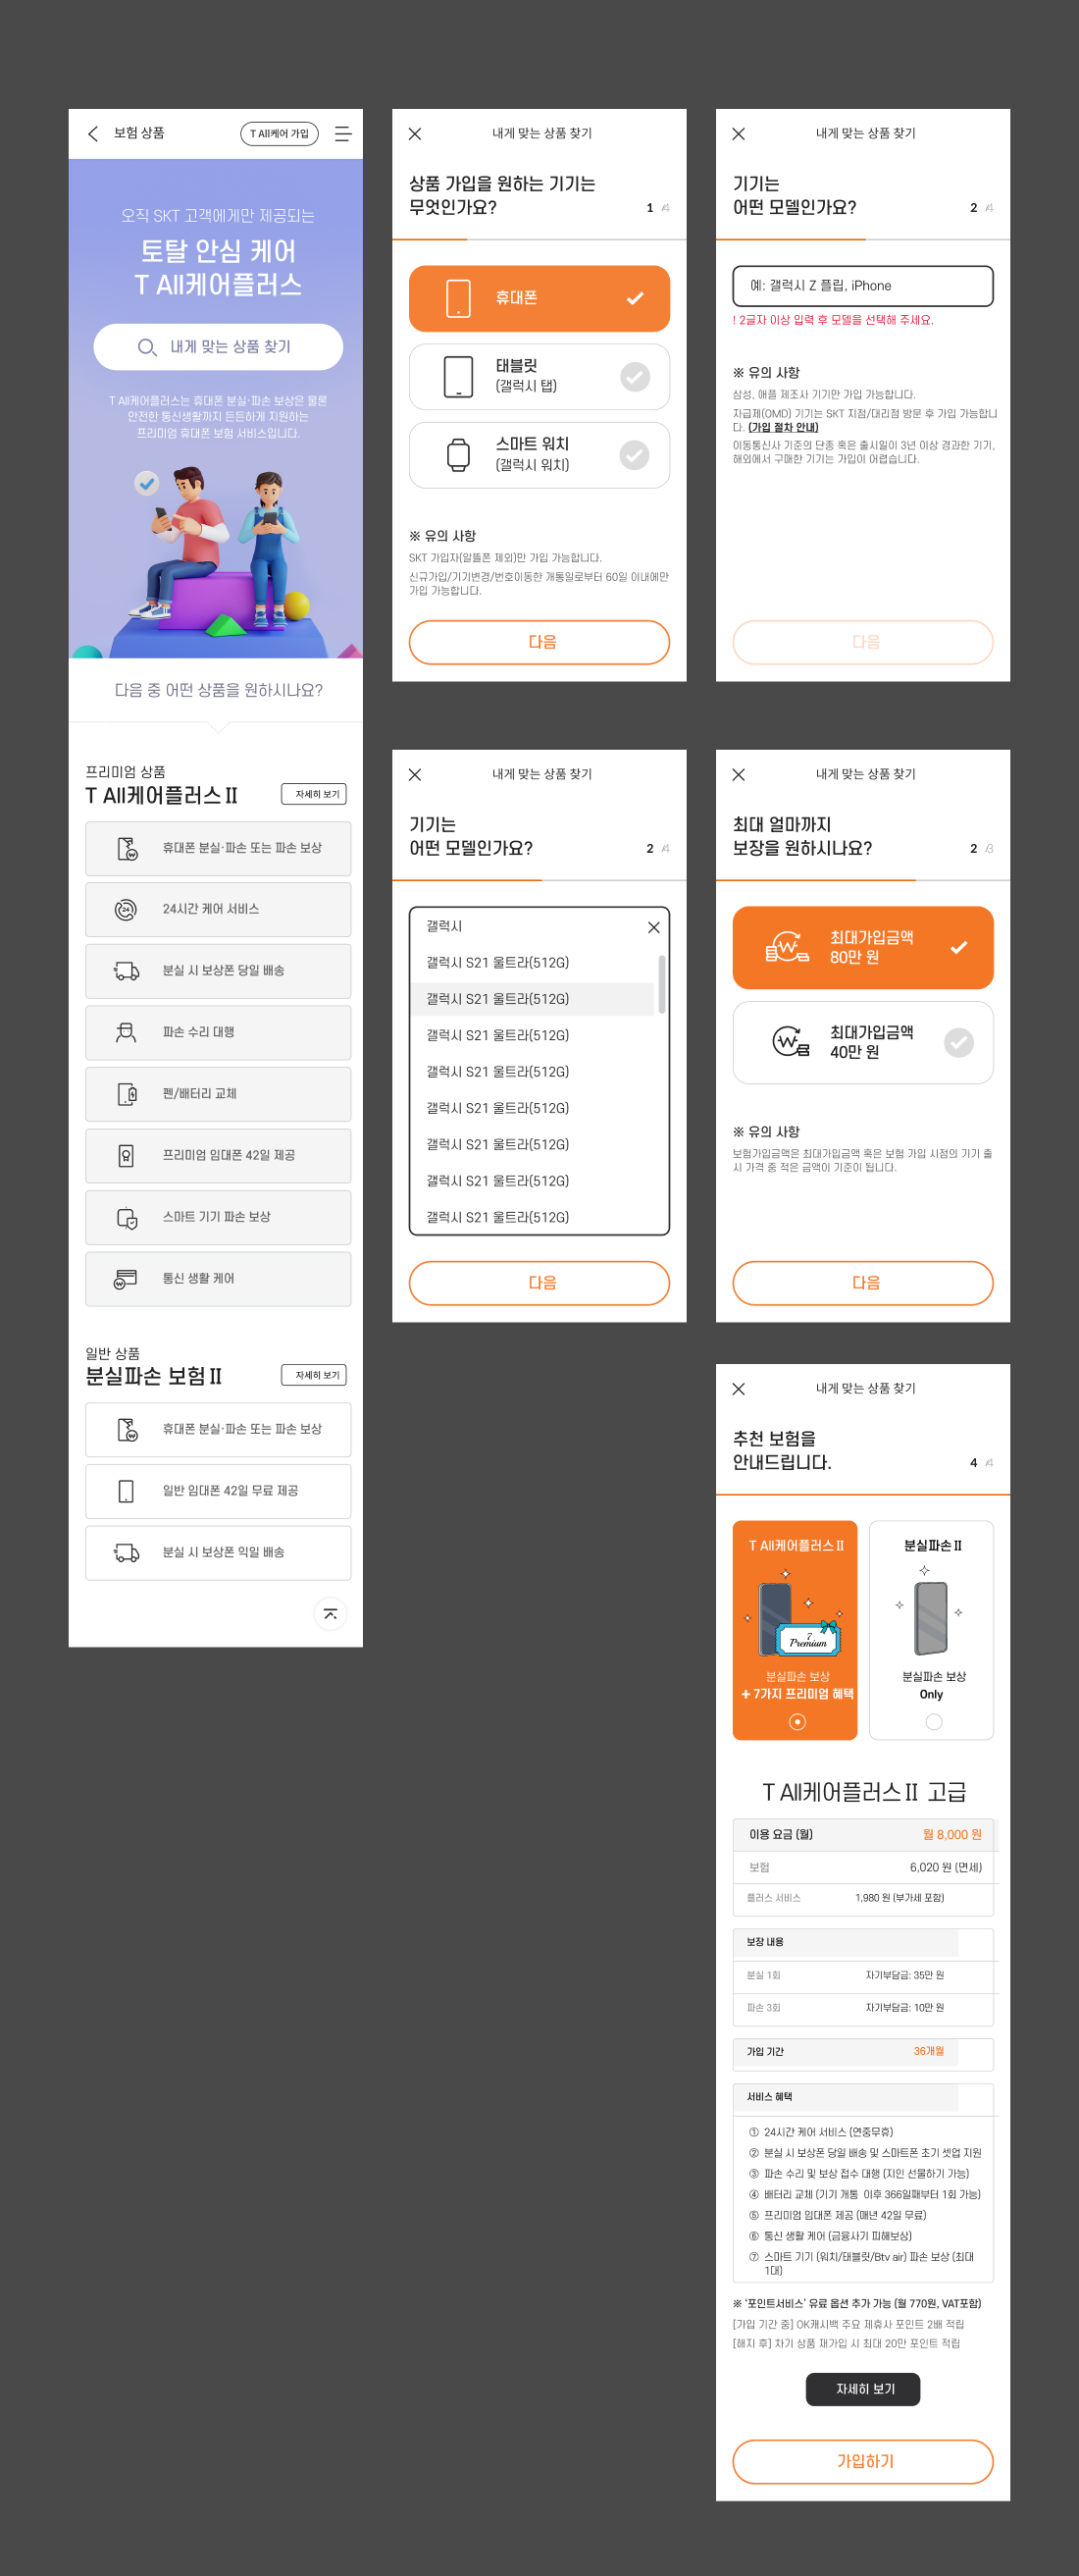 보험 상품
T All케어 가입
오직 SKT 고객에게만 제공되는
토탈 안심 케어
T All케어플러스
내게 맞는 상품 찾기
T All케어플러스는 휴대폰 분실·파손 보상은 물론
안전한 통신생활까지 든든하게 지원하는
프리미엄 휴대폰 보험 서비스입니다.
다음 중 어떤 상품을 원하시나요?
프리미엄 상품
T All케어플러스 II
자세히 보기
휴대폰 분실·파손 또는 파손 보상
24시간 케어 서비스
분실 시 보상폰 당일 배송
파손 수리 대행
펜/배터리 교체
프리미엄 임대폰 42일 제공
스마트 기기 파손 보상
통신 생활 케어
일반 상품
분실파손 보험 II
자세히 보기
휴대폰 분실·파손 또는 파손 보상
일반 임대폰 42일 무료 제공
분실 시 보상폰 익일 배송
내게 맞는 상품 찾기
상품 가입을 원하는 기기는
무엇인가요?
1 /4
휴대폰
태블릿
(갤럭시 탭)
스마트 워치
(갤럭시 워치)
※ 유의 사항
SKT 가입자(알뜰폰 제외)만 가입 가능합니다.
신규가입/기기변경/번호이동한 개통일로부터 60일 이내에만
가입 가능합니다.
다음
내게 맞는 상품 찾기
기기는
어떤 모델인가요?
2 /4
예: 갤럭시 Z 플립, iPhone
! 2글자 이상 입력 후 모델을 선택해 주세요.
※ 유의 사항
삼성, 애플 제조사 기기만 가입 가능합니다.
자급제(OMD) 기기는 SKT 지점/대리점 방문 후 가입 가능합니
다. (가입 절차 안내)
이동통신사 기준의 단종 혹은 출시일이 3년 이상 경과한 기기,
해외에서 구매한 기기는 가입이 어렵습니다.
다음
내게 맞는 상품 찾기
기기는
어떤 모델인가요?
2 /4
갤럭시
갤럭시 S21 울트라(512G)
갤럭시 S21 울트라(512G)
갤럭시 S21 울트라(512G)
갤럭시 S21 울트라(512G)
갤럭시 S21 울트라(512G)
갤럭시 S21 울트라(512G)
갤럭시 S21 울트라(512G)
갤럭시 S21 울트라(512G)
다음
내게 맞는 상품 찾기
최대 얼마까지
보장을 원하시나요?
2 /3
최대가입금액
80만 원
최대가입금액
40만 원
※ 유의 사항
보험가입금액은 최대가입금액 혹은 보험 가입 시점의 기기 출
시 가격 중 적은 금액이 기준이 됩니다.
다음
내게 맞는 상품 찾기
추천 보험을
안내드립니다.
4 /4
T All케어플러스 II
7
Premium
분실파손 보상
+ 7가지 프리미엄 혜택
분실파손 II
분실파손 보상
Only
T All케어플러스 II 고급
이용 요금 (월) 월 8,000 원
보험 6,020 원 (면세)
플러스 서비스 1,980 원 (부가세 포함)
보장 내용
분실 1회 자기부담금: 35만 원
파손 3회 자기부담금: 10만 원
가입 기간 36개월
서비스 혜택
① 24시간 케어 서비스 (연중무휴)
② 분실 시 보상폰 당일 배송 및 스마트폰 초기 셋업 지원
③ 파손 수리 및 보상 접수 대행 (지인 선물하기 가능)
④ 배터리 교체 (기기 개통 이후 366일째부터 1회 가능)
⑤ 프리미엄 임대폰 제공 (매년 42일 무료)
⑥ 통신 생활 케어 (금융사기 피해보상)
⑦ 스마트 기기 (워치/태블릿/Btv air) 파손 보상 (최대
1대)
※ '포인트서비스' 유료 옵션 추가 가능 (월 770원, VAT포함)
[가입 기간 중] OK캐시백 주요 제휴사 포인트 2배 적립
[해지 후] 차기 상품 재가입 시 최대 20만 포인트 적립
자세히 보기
가입하기